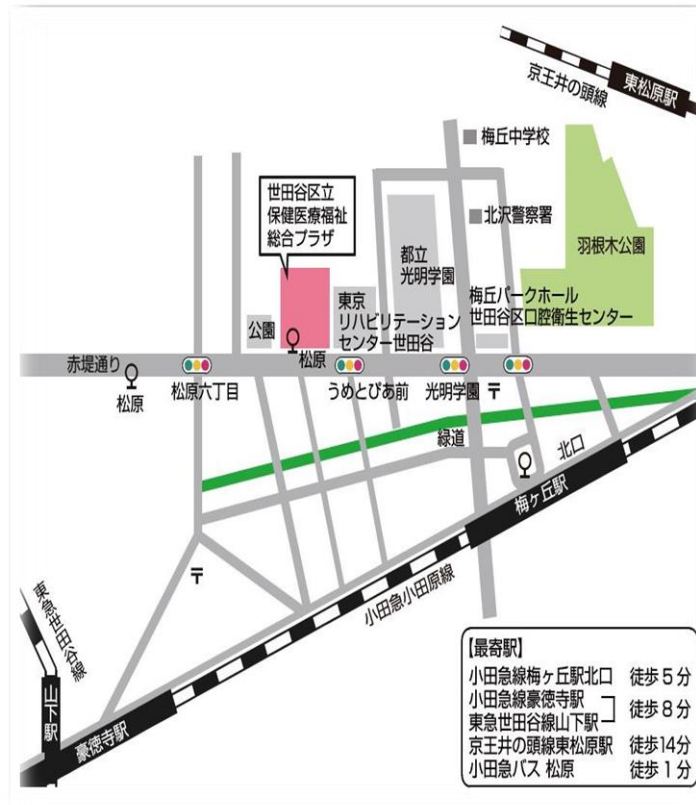 京王井の頭線
東松原駅
梅丘中学校
世田谷区立
保健医療福祉
総合プラザ
北沢警察署
都立
光明学園
羽根木公園
公園
松原
東京
リハビリテーション
センター世田谷
梅丘パークホール
世田谷区口腔衛生センター
赤堤通り
松原
松原六丁目
うめとぴあ前
光明学園
〒
緑道
北口
梅ヶ丘駅
〒
小田急小田原線
東急世田谷線
山下駅
豪徳寺駅
【最寄駅】
小田急線梅ヶ丘駅北口 徒歩5分
小田急線豪徳寺駅
東急世田谷線山下駅 徒歩8分
京王井の頭線東松原駅 徒歩14分
小田急バス 松原 徒歩1分